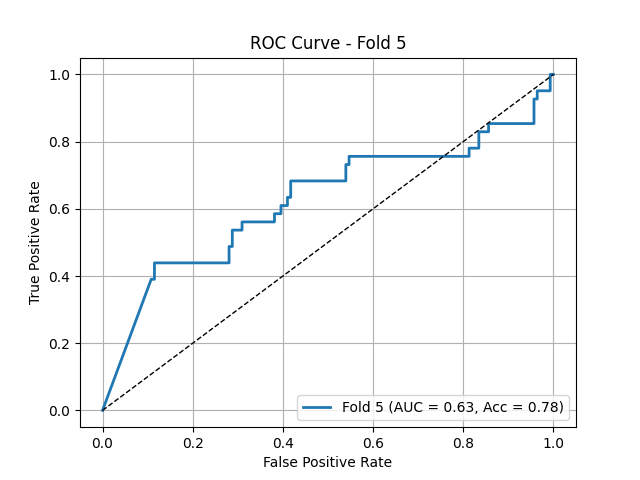 ROC Curve - Fold 5
1.0
0.8
0.6
0.4
0.2
0.0
True Positive Rate
Fold 5 (AUC = 0.63, Acc = 0.78)
0.0 0.2 0.4 0.6 0.8 1.0
False Positive Rate